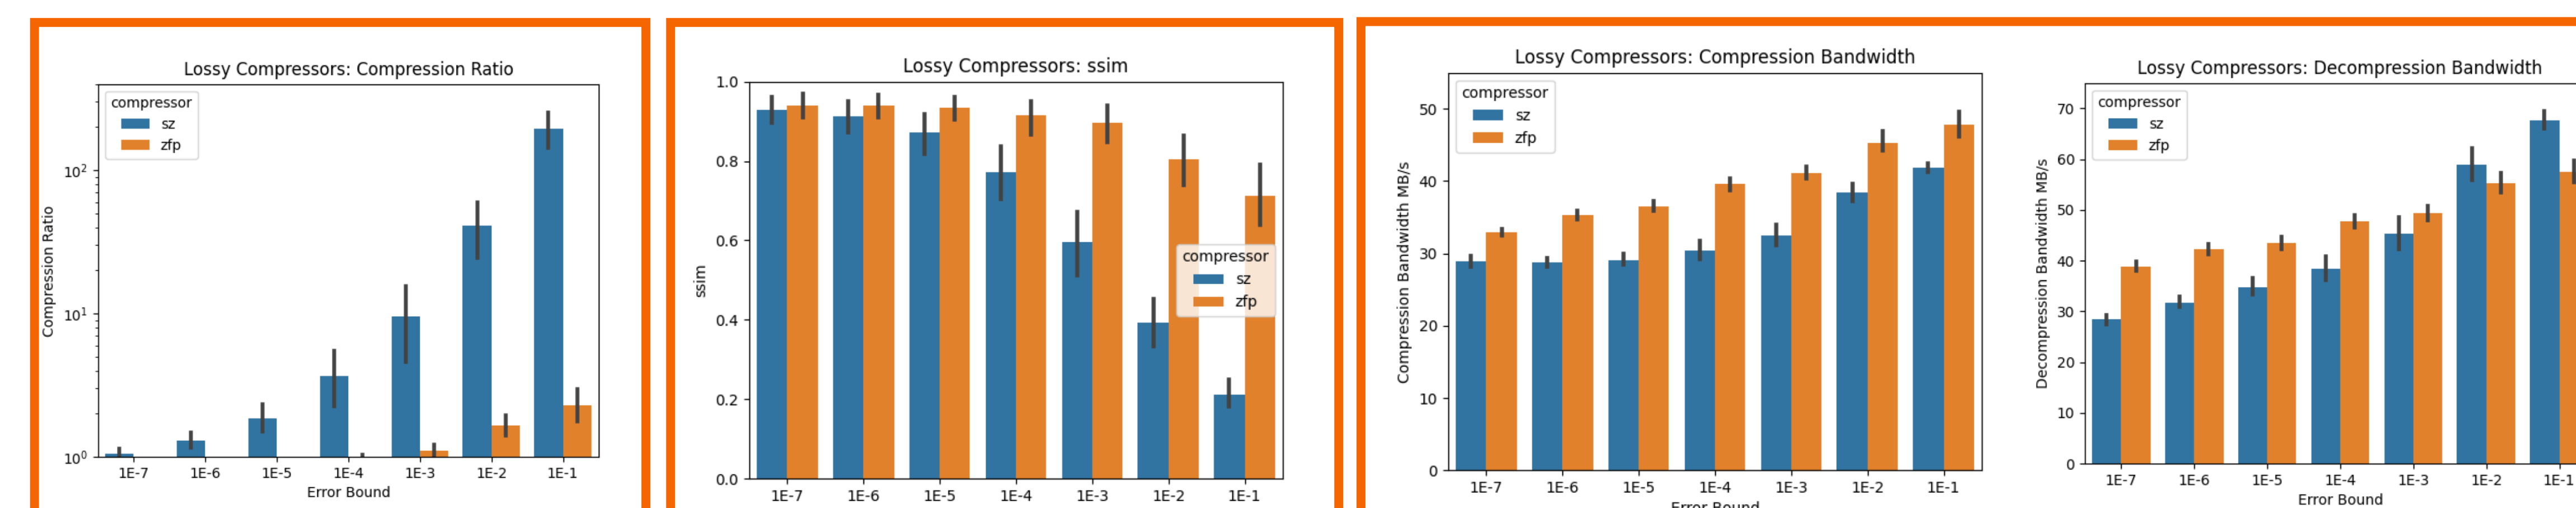 Lossy Compressors: Compression Ratio
compressor
sz
zfp
Compression Ratio
10²
10¹
10⁰
1E-7 1E-6 1E-5 1E-4 1E-3 1E-2 1E-1
Error Bound
Lossy Compressors: ssim
1.0
0.8
0.6
0.4
0.2
0.0
ssim
compressor
sz
zfp
1E-7 1E-6 1E-5 1E-4 1E-3 1E-2 1E-1
Lossy Compressors: Compression Bandwidth
compressor
sz
zfp
Compression Bandwidth MB/s
50
40
30
20
10
0
1E-7 1E-6 1E-5 1E-4 1E-3 1E-2 1E-1
Error Bound
Lossy Compressors: Decompression Bandwidth
compressor
sz
zfp
Decompression Bandwidth MB/s
70
60
50
40
30
20
10
0
1E-7 1E-6 1E-5 1E-4 1E-3 1E-2 1E-1
Error Bound